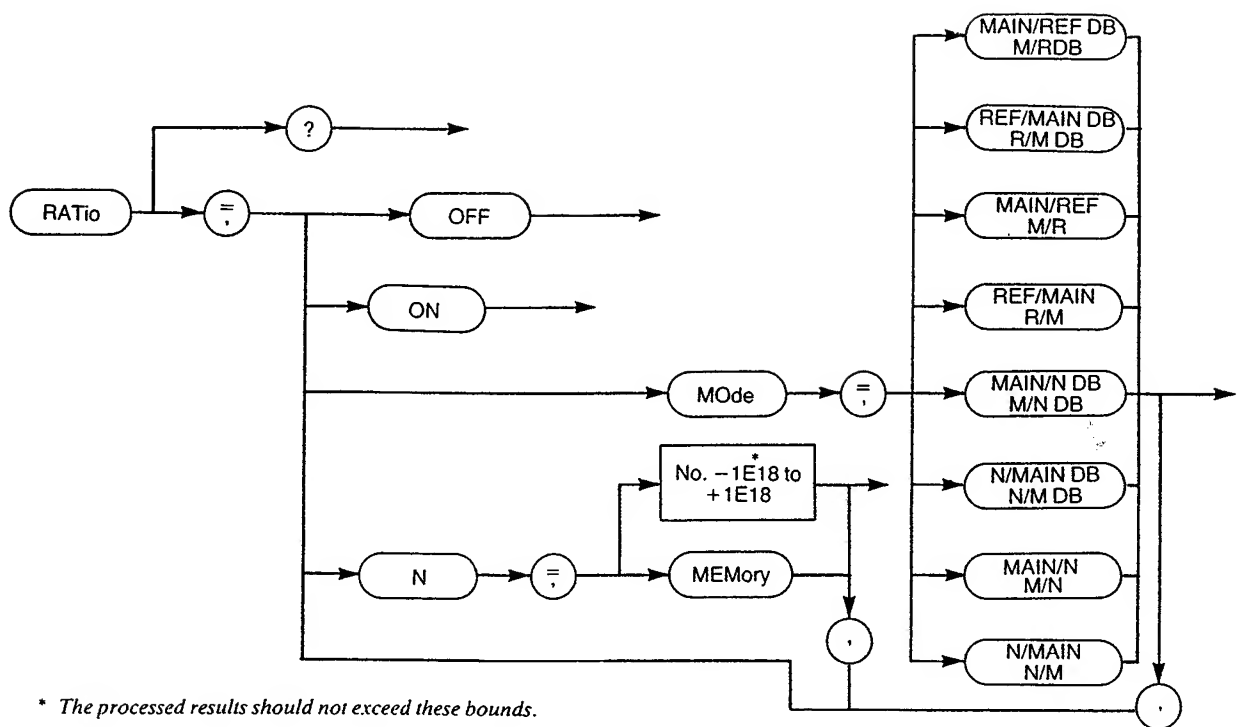 RATio
?
=
,
OFF
ON
MOde
=
,
N
=
,
No. −1E18 to*
+1E18
MEMory
,
MAIN/REF DB
M/RDB
REF/MAIN DB
R/M DB
MAIN/REF
M/R
REF/MAIN
R/M
MAIN/N DB
M/N DB
N/MAIN DB
N/M DB
MAIN/N
M/N
N/MAIN
N/M
,
* The processed results should not exceed these bounds.